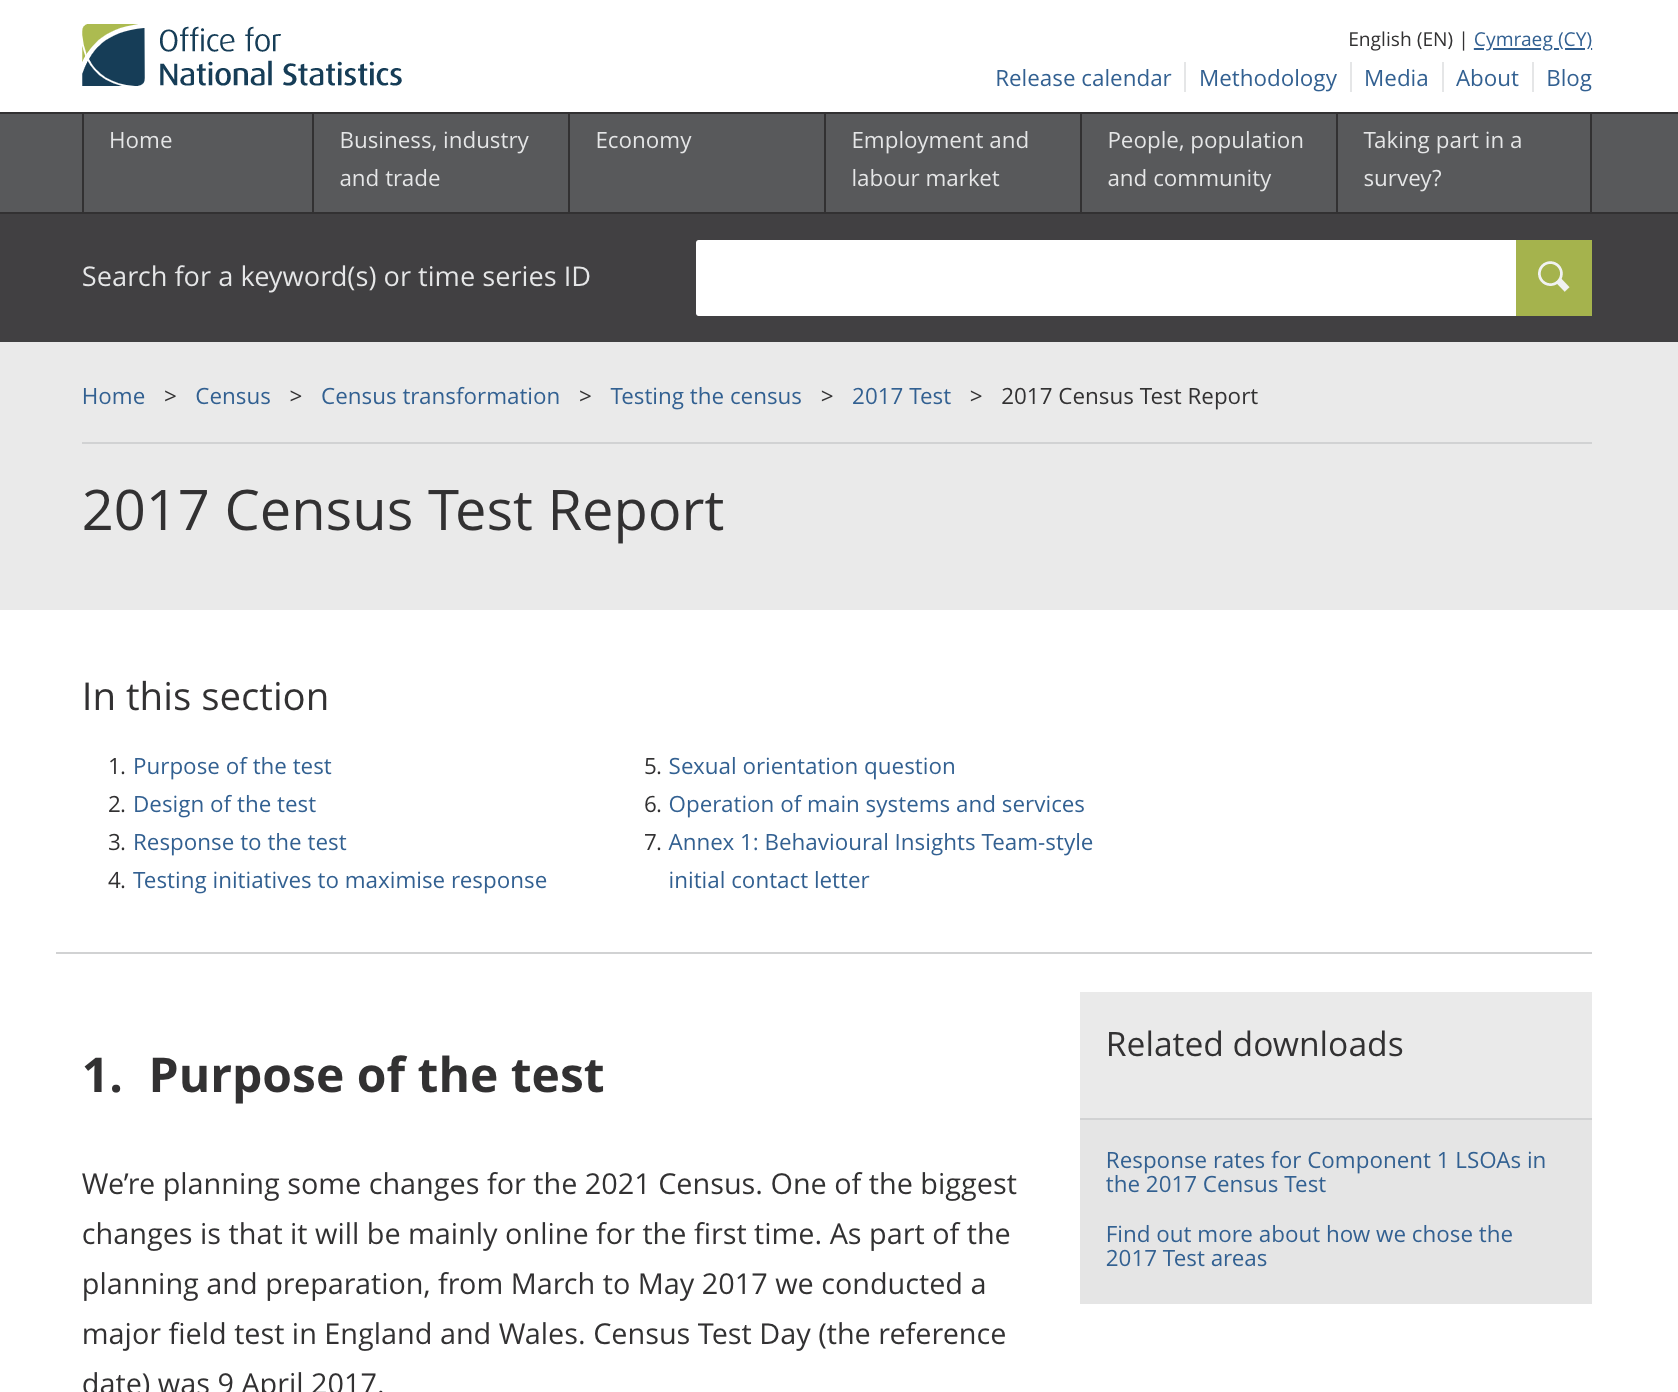 Office for
National Statistics
English (EN) | Cymraeg (CY)
Release calendar
Methodology
Media
About
Blog
Home
Business, industry
and trade
Economy
Employment and
labour market
People, population
and community
Taking part in a
survey?
Search for a keyword(s) or time series ID
Home > Census > Census transformation > Testing the census > 2017 Test > 2017 Census Test Report
2017 Census Test Report
In this section
1. Purpose of the test
2. Design of the test
3. Response to the test
4. Testing initiatives to maximise response
5. Sexual orientation question
6. Operation of main systems and services
7. Annex 1: Behavioural Insights Team-style
initial contact letter
1. Purpose of the test
We’re planning some changes for the 2021 Census. One of the biggest
changes is that it will be mainly online for the first time. As part of the
planning and preparation, from March to May 2017 we conducted a
major field test in England and Wales. Census Test Day (the reference
date) was 9 April 2017.
Related downloads
Response rates for Component 1 LSOAs in
the 2017 Census Test
Find out more about how we chose the
2017 Test areas